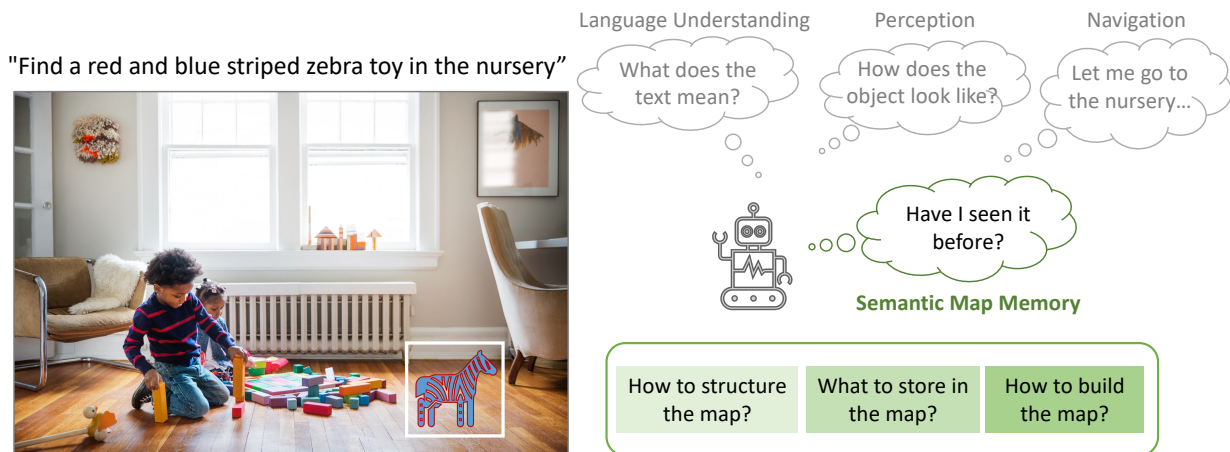 "Find a red and blue striped zebra toy in the nursery”
Language Understanding
What does the
text mean?
Perception
How does the
object look like?
Navigation
Let me go to
the nursery...
Have I seen it
before?
Semantic Map Memory
How to structure
the map?
What to store in
the map?
How to build
the map?